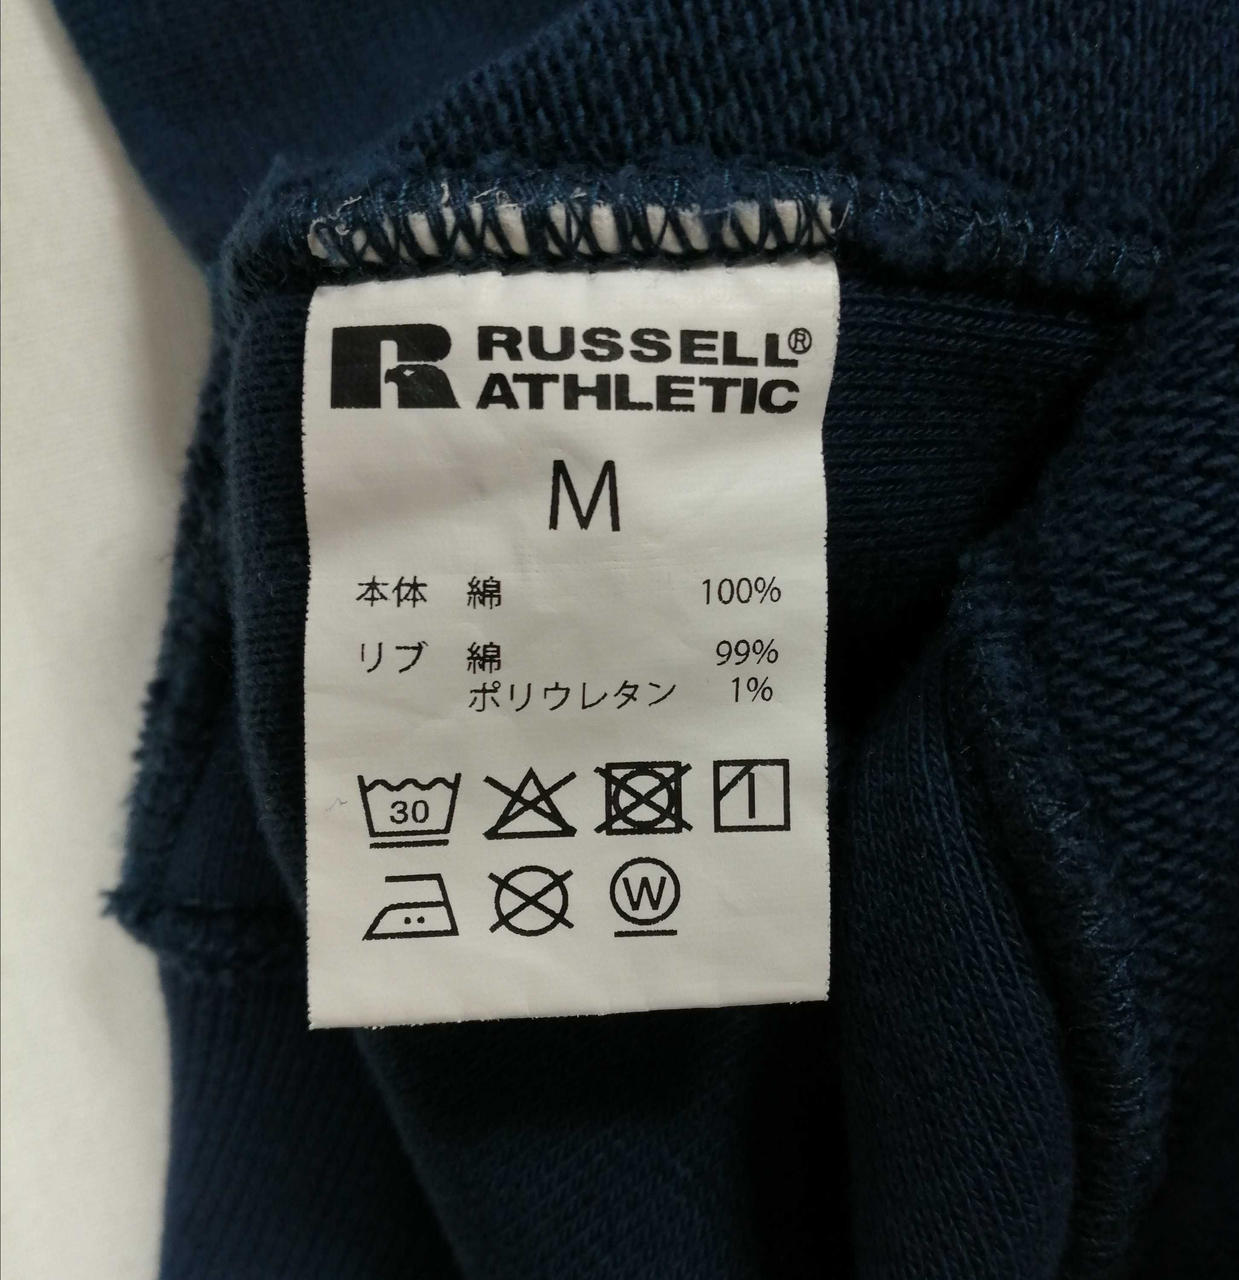 RUSSELL®
ATHLETIC
M
本体 綿 100%
リブ 綿 99%
ポリウレタン 1%
30
W